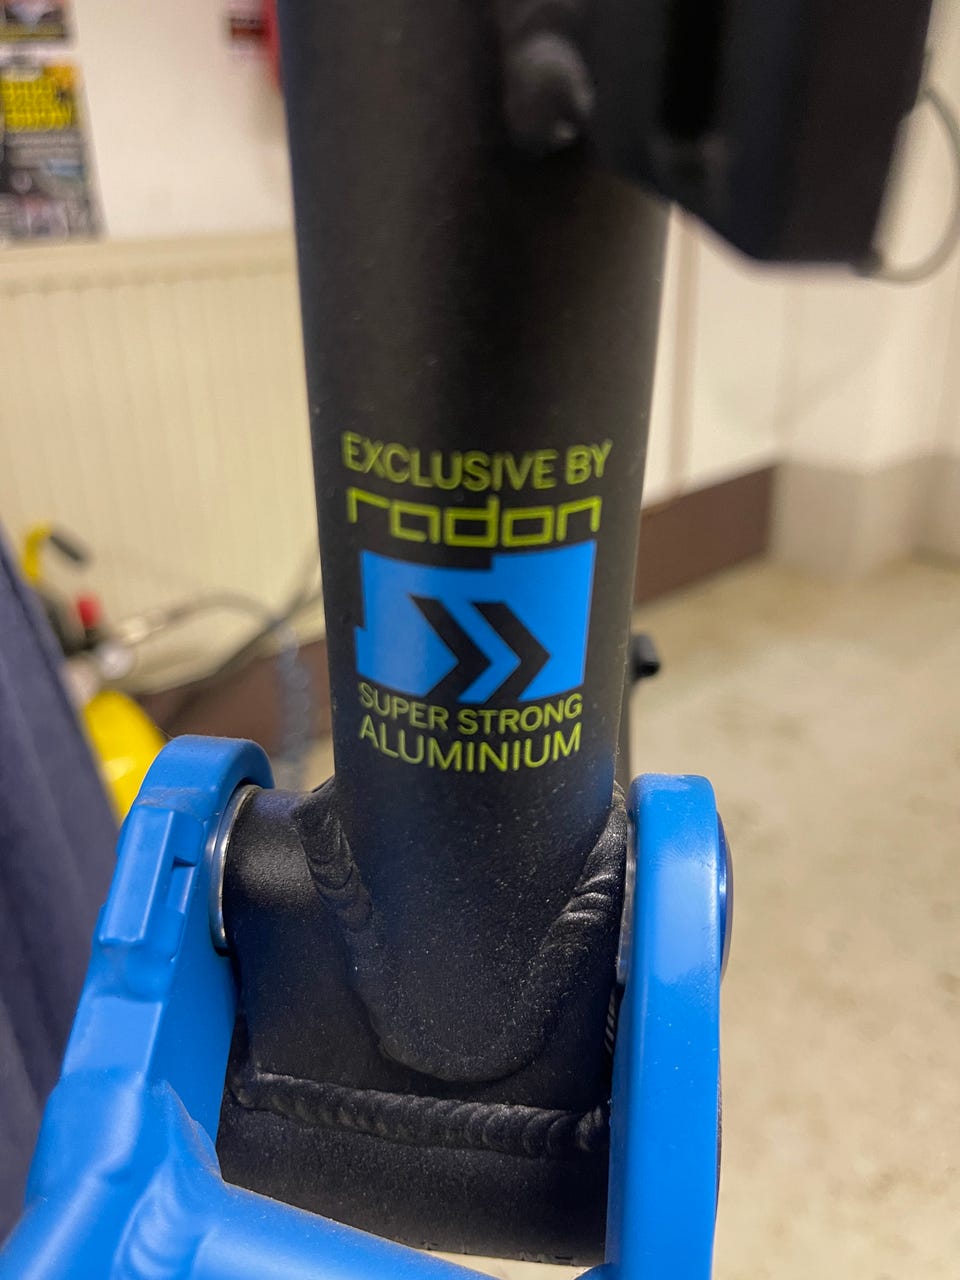 EXCLUSIVE BY
radon
SUPER STRONG
ALUMINIUM